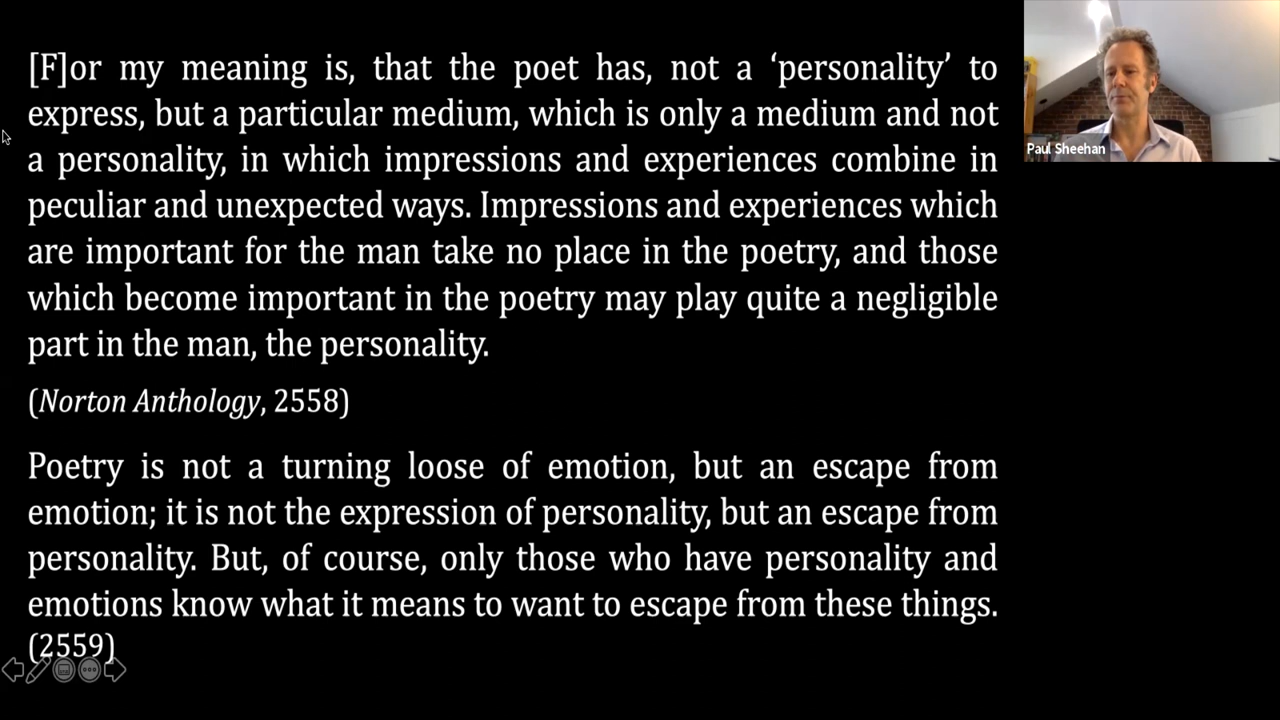 [F]or my meaning is, that the poet has, not a ‘personality’ to
express, but a particular medium, which is only a medium and not
a personality, in which impressions and experiences combine in
peculiar and unexpected ways. Impressions and experiences which
are important for the man take no place in the poetry, and those
which become important in the poetry may play quite a negligible
part in the man, the personality.
(Norton Anthology, 2558)
Poetry is not a turning loose of emotion, but an escape from
emotion; it is not the expression of personality, but an escape from
personality. But, of course, only those who have personality and
emotions know what it means to want to escape from these things.
(2559)
Paul Sheehan